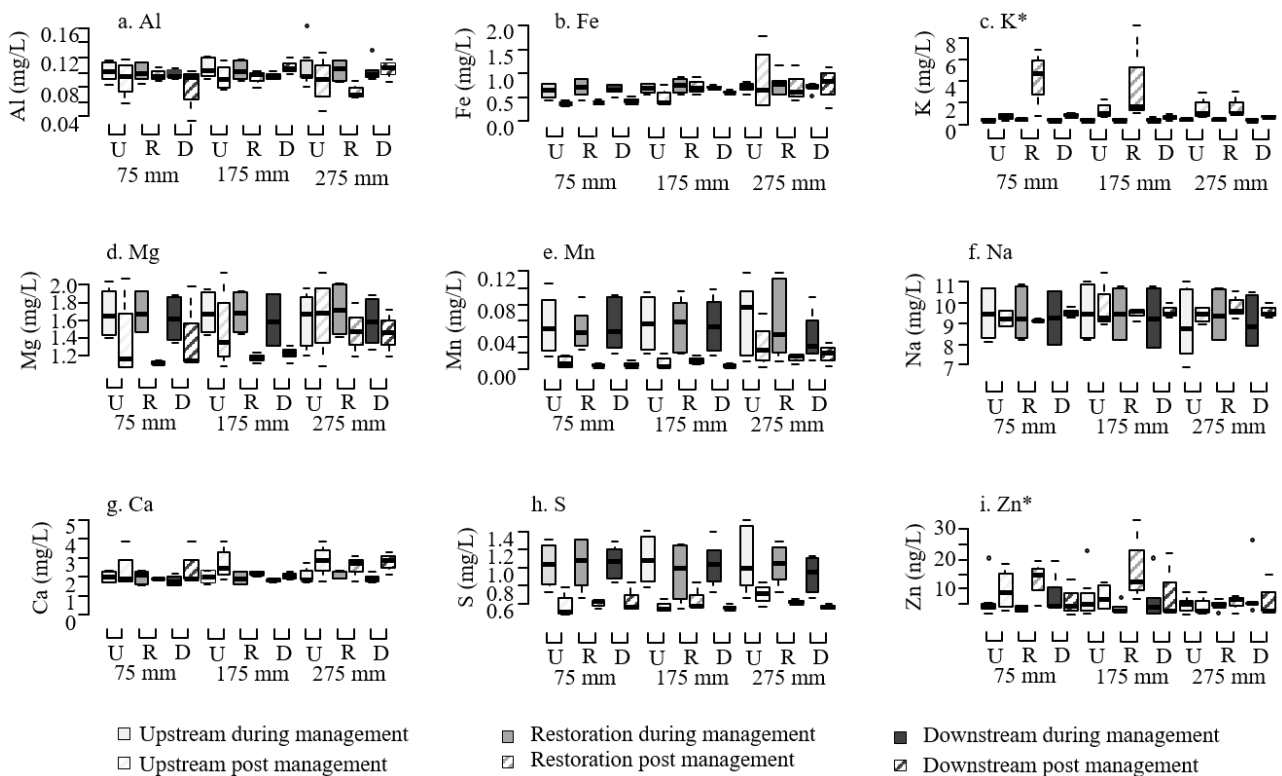 a. Al
Al (mg/L)
0.16
0.12
0.08
0.04
U R D U R D U R D
75 mm 175 mm 275 mm
b. Fe
Fe (mg/L)
2.0
1.5
1.0
0.5
0.0
U R D U R D U R D
75 mm 175 mm 275 mm
c. K*
K (mg/L)
8
6
4
2
0
U R D U R D U R D
75 mm 175 mm 275 mm
d. Mg
Mg (mg/L)
2.0
1.8
1.6
1.4
1.2
U R D U R D U R D
75 mm 175 mm 275 mm
e. Mn
Mn (mg/L)
0.12
0.08
0.04
0.00
U R D U R D U R D
75 mm 175 mm 275 mm
f. Na
Na (mg/L)
11
10
9
8
7
U R D U R D U R D
75 mm 175 mm 275 mm
g. Ca
Ca (mg/L)
5
4
3
2
1
0
U R D U R D U R D
75 mm 175 mm 275 mm
h. S
S (mg/L)
1.4
1.2
1.0
0.8
0.6
U R D U R D U R D
75 mm 175 mm 275 mm
i. Zn*
Zn (ng/L)
30
20
10
U R D U R D U R D
75 mm 175 mm 275 mm
Upstream during management
Upstream post management
Restoration during management
Restoration post management
Downstream during management
Downstream post management